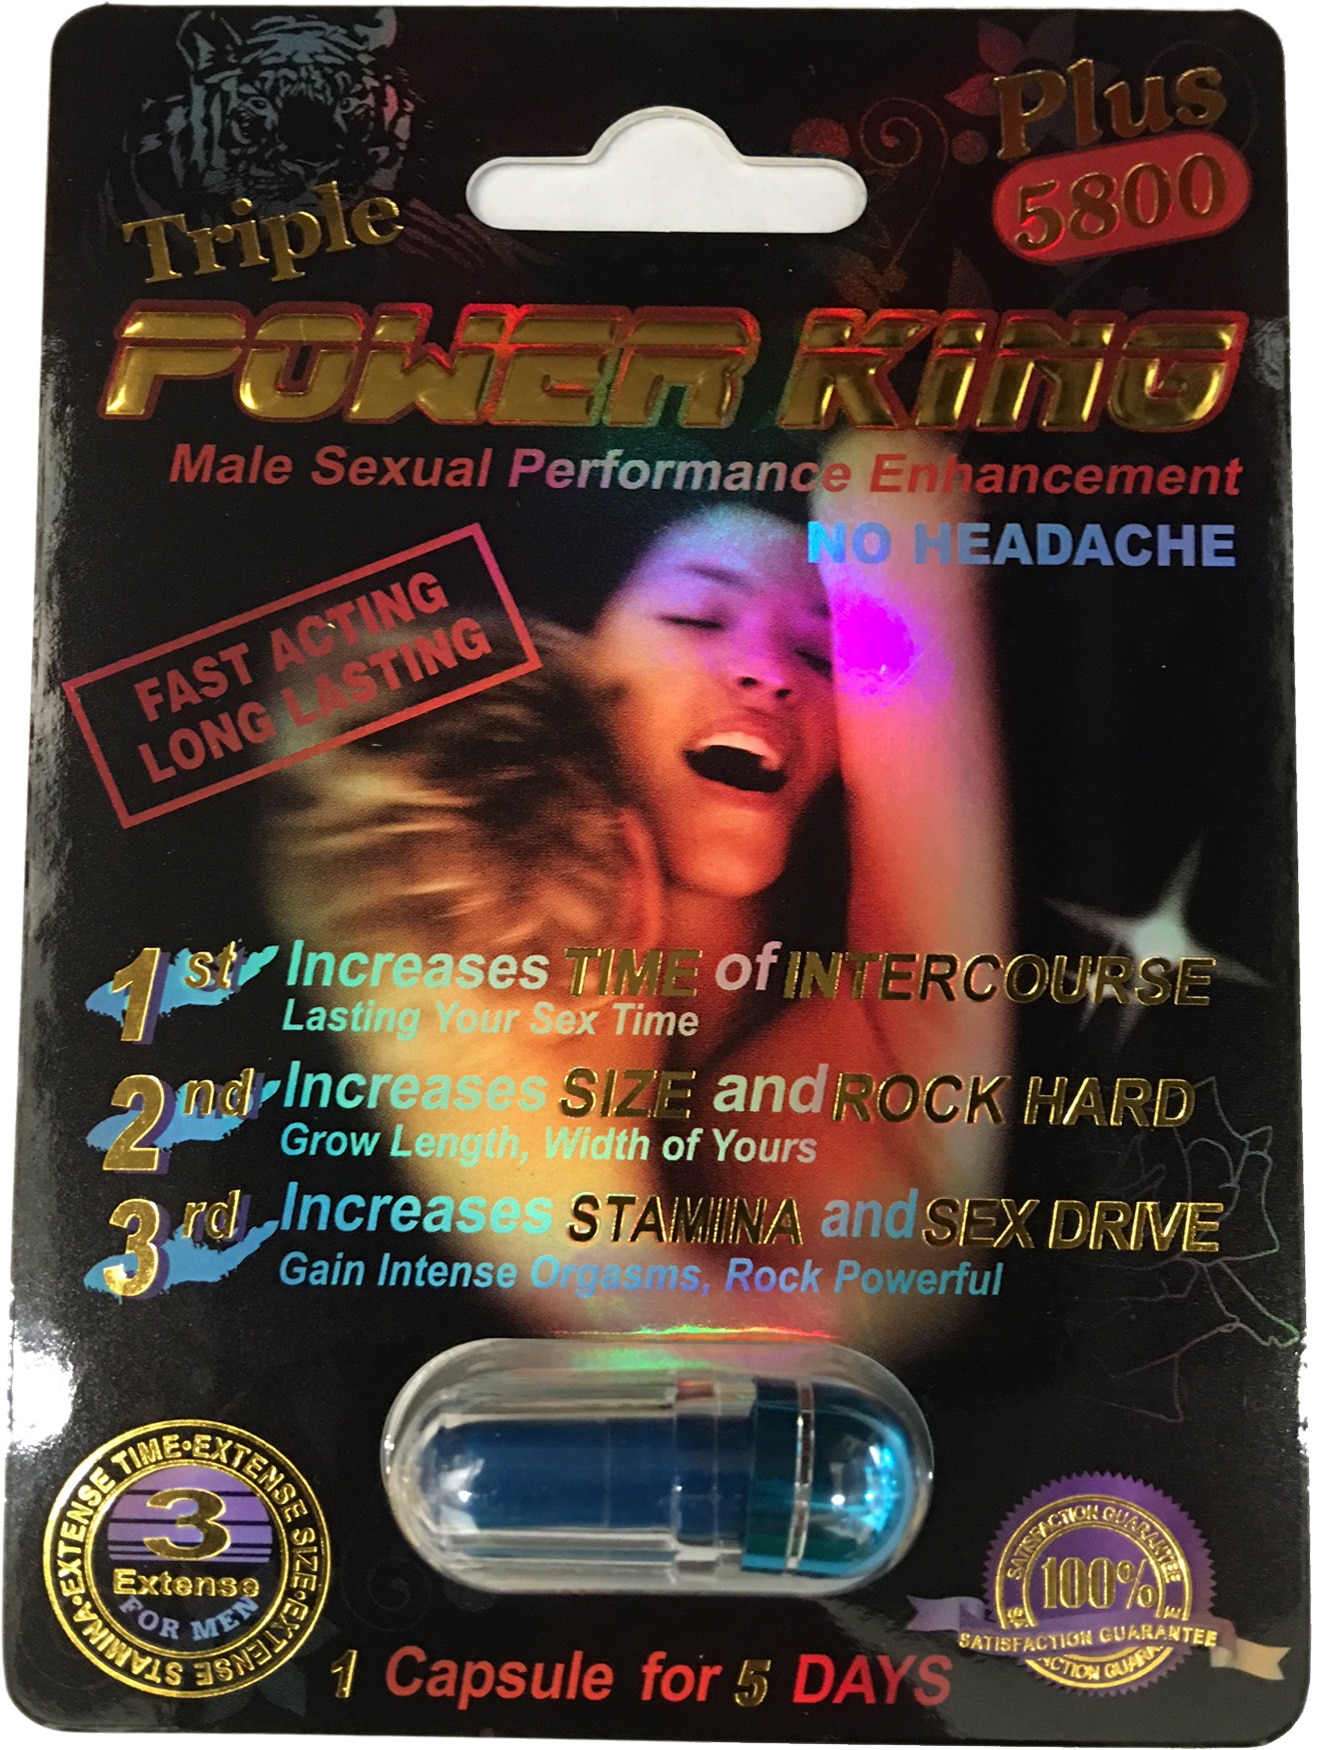 Triple
Plus
5800
POWER KiNG
Male Sexual Performance Enhancement
NO HEADACHE
FAST ACTING
LONG LASTING
1st Increases TIME of INTERCOURSE
Lasting Your Sex Time
2nd Increases SIZE and ROCK HARD
Grow Length, Width of Yours
3rd Increases STAMINA and SEX DRIVE
Gain Intense Orgasms, Rock Powerful
EXTENSE TIME•EXTENSE SIZE•EXTENSE STAMINA•
3
Extense
FOR MEN
SATISFACTION GUARANTEE
100%
SATISFACTION GUARANTEE
1 Capsule for 5 DAYS